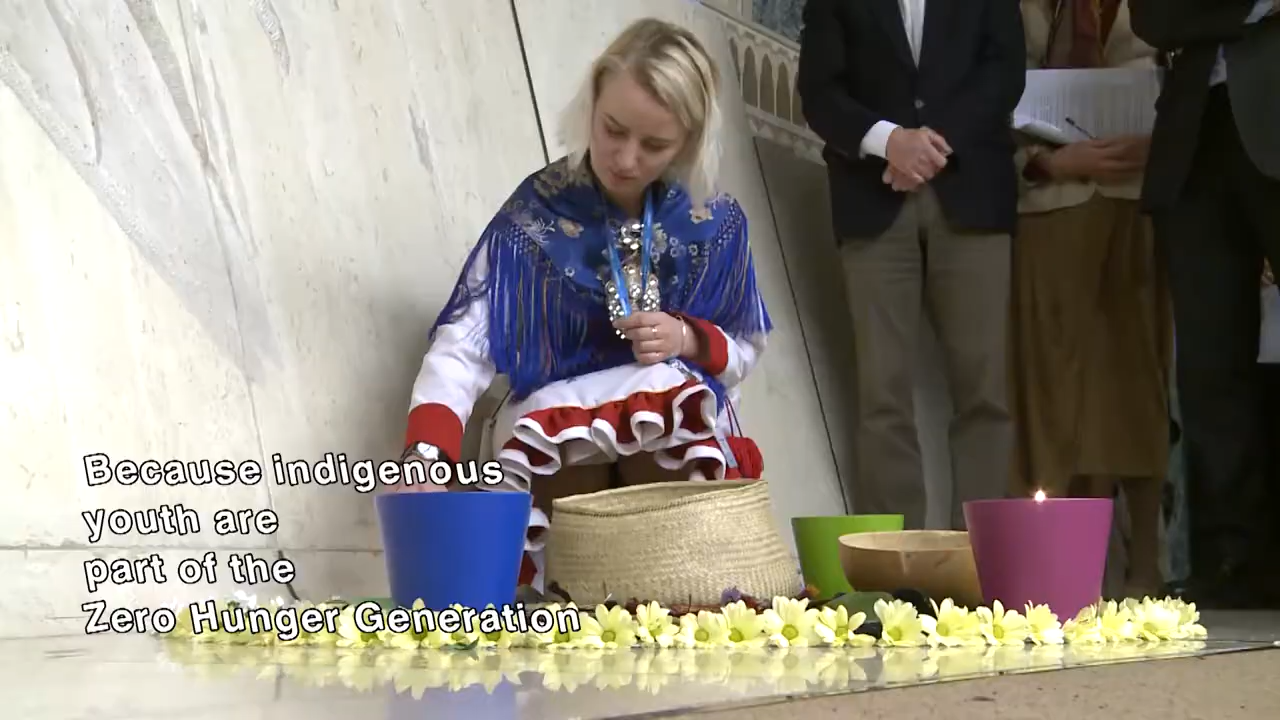 Because indigenous
youth are
part of the
Zero Hunger Generation